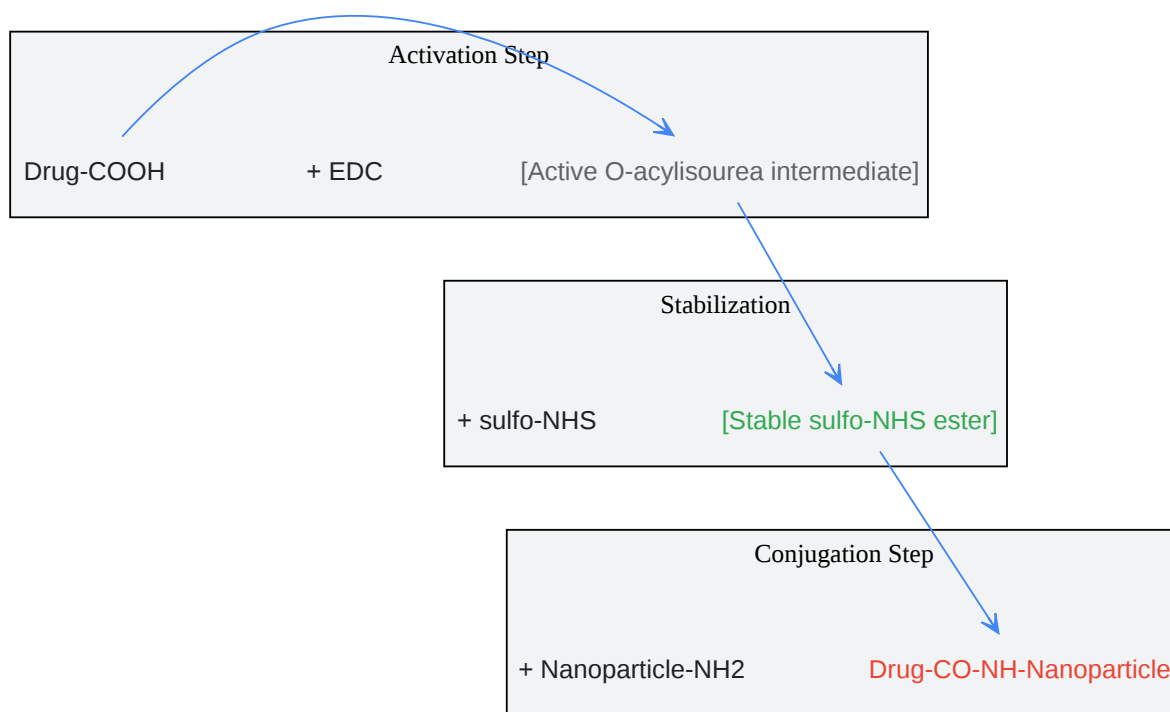 Activation Step
Drug-COOH + EDC [Active O-acylisourea intermediate]
Stabilization
+ sulfo-NHS [Stable sulfo-NHS ester]
Conjugation Step
+ Nanoparticle-NH2 Drug-CO-NH-Nanoparticle